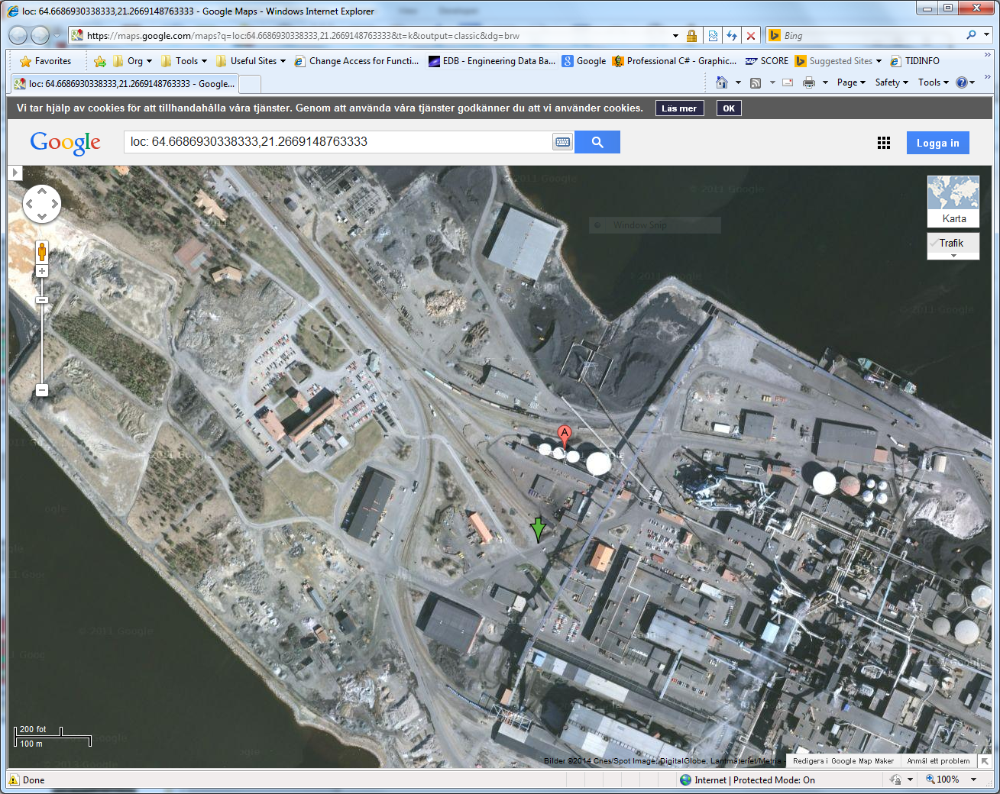 loc: 64.6686930338333,21.2669148763333 - Google Maps - Windows Internet Explorer
https://maps.google.com/maps?q=loc:64.6686930338333,21.2669148763333&t=k&output=classic&dg=brw
Bing
Favorites Org Tools Useful Sites Change Access for Functi... EDB - Engineering Data Ba... Google Professional C# - Graphic... SCORE Suggested Sites TIDINFO
loc: 64.6686930338333,21.2669148763333 - Google...
Page Safety Tools
Vi tar hjälp av cookies för att tillhandahålla våra tjänster. Genom att använda våra tjänster godkänner du att vi använder cookies. Läs mer OK
Google
loc: 64.6686930338333,21.2669148763333
Logga in
Window Snip
Karta
Trafik
A
200 fot
100 m
Bilder ©2014 Cnes/Spot Image, DigitalGlobe, Lantmäteriet/Metria - Redigera i Google Map Maker Anmäl ett problem
Done
Internet | Protected Mode: On
100%